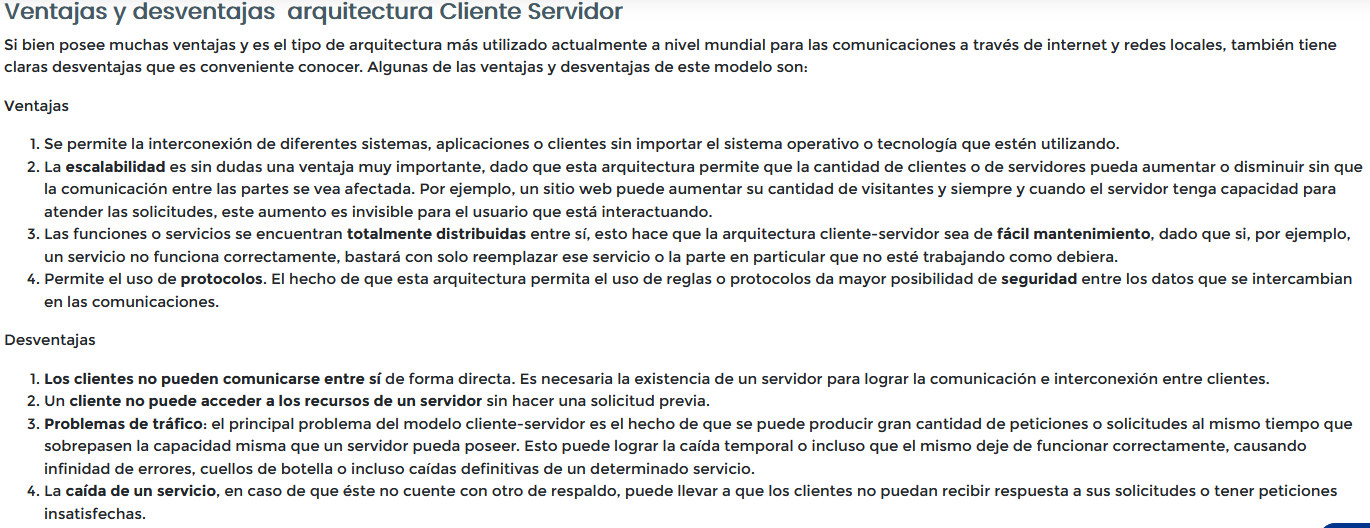 Ventajas y desventajas  arquitectura Cliente Servidor
Si bien posee muchas ventajas y es el tipo de arquitectura más utilizado actualmente a nivel mundial para las comunicaciones a través de internet y redes locales, también tiene
claras desventajas que es conveniente conocer. Algunas de las ventajas y desventajas de este modelo son:
Ventajas
1. Se permite la interconexión de diferentes sistemas, aplicaciones o clientes sin importar el sistema operativo o tecnología que estén utilizando.
2. La escalabilidad es sin dudas una ventaja muy importante, dado que esta arquitectura permite que la cantidad de clientes o de servidores pueda aumentar o disminuir sin que
la comunicación entre las partes se vea afectada. Por ejemplo, un sitio web puede aumentar su cantidad de visitantes y siempre y cuando el servidor tenga capacidad para
atender las solicitudes, este aumento es invisible para el usuario que está interactuando.
3. Las funciones o servicios se encuentran totalmente distribuidas entre sí, esto hace que la arquitectura cliente-servidor sea de fácil mantenimiento, dado que si, por ejemplo,
un servicio no funciona correctamente, bastará con solo reemplazar ese servicio o la parte en particular que no esté trabajando como debiera.
4. Permite el uso de protocolos. El hecho de que esta arquitectura permita el uso de reglas o protocolos da mayor posibilidad de seguridad entre los datos que se intercambian
en las comunicaciones.
Desventajas
1. Los clientes no pueden comunicarse entre sí de forma directa. Es necesaria la existencia de un servidor para lograr la comunicación e interconexión entre clientes.
2. Un cliente no puede acceder a los recursos de un servidor sin hacer una solicitud previa.
3. Problemas de tráfico: el principal problema del modelo cliente-servidor es el hecho de que se puede producir gran cantidad de peticiones o solicitudes al mismo tiempo que
sobrepasen la capacidad misma que un servidor pueda poseer. Esto puede lograr la caída temporal o incluso que el mismo deje de funcionar correctamente, causando
infinidad de errores, cuellos de botella o incluso caídas definitivas de un determinado servicio.
4. La caída de un servicio, en caso de que éste no cuente con otro de respaldo, puede llevar a que los clientes no puedan recibir respuesta a sus solicitudes o tener peticiones
insatisfechas.